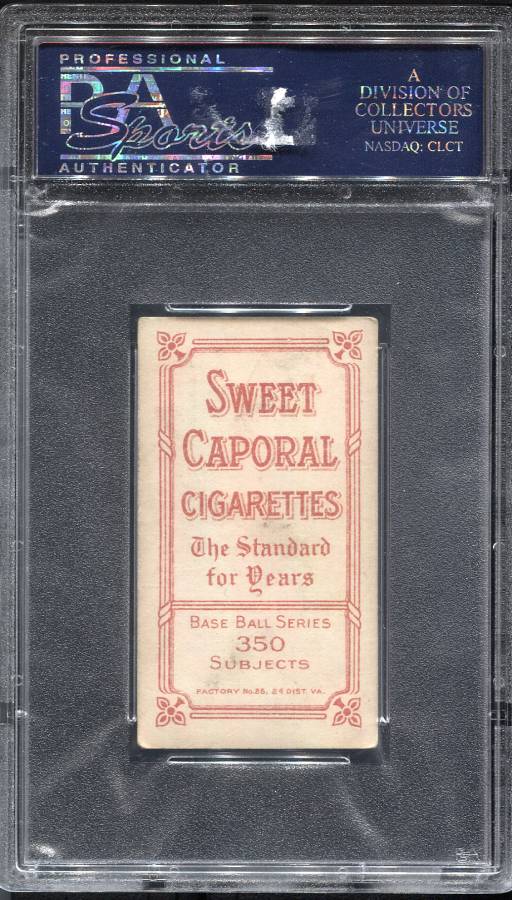 PROFESSIONAL
PSA
Sports
AUTHENTICATOR
A
DIVISION OF
COLLECTORS
UNIVERSE
NASDAQ: CLCT
SWEET
CAPORAL
CIGARETTES
The Standard
for Years
BASE BALL SERIES
350
SUBJECTS
FACTORY No. 25, 2d DIST. VA.